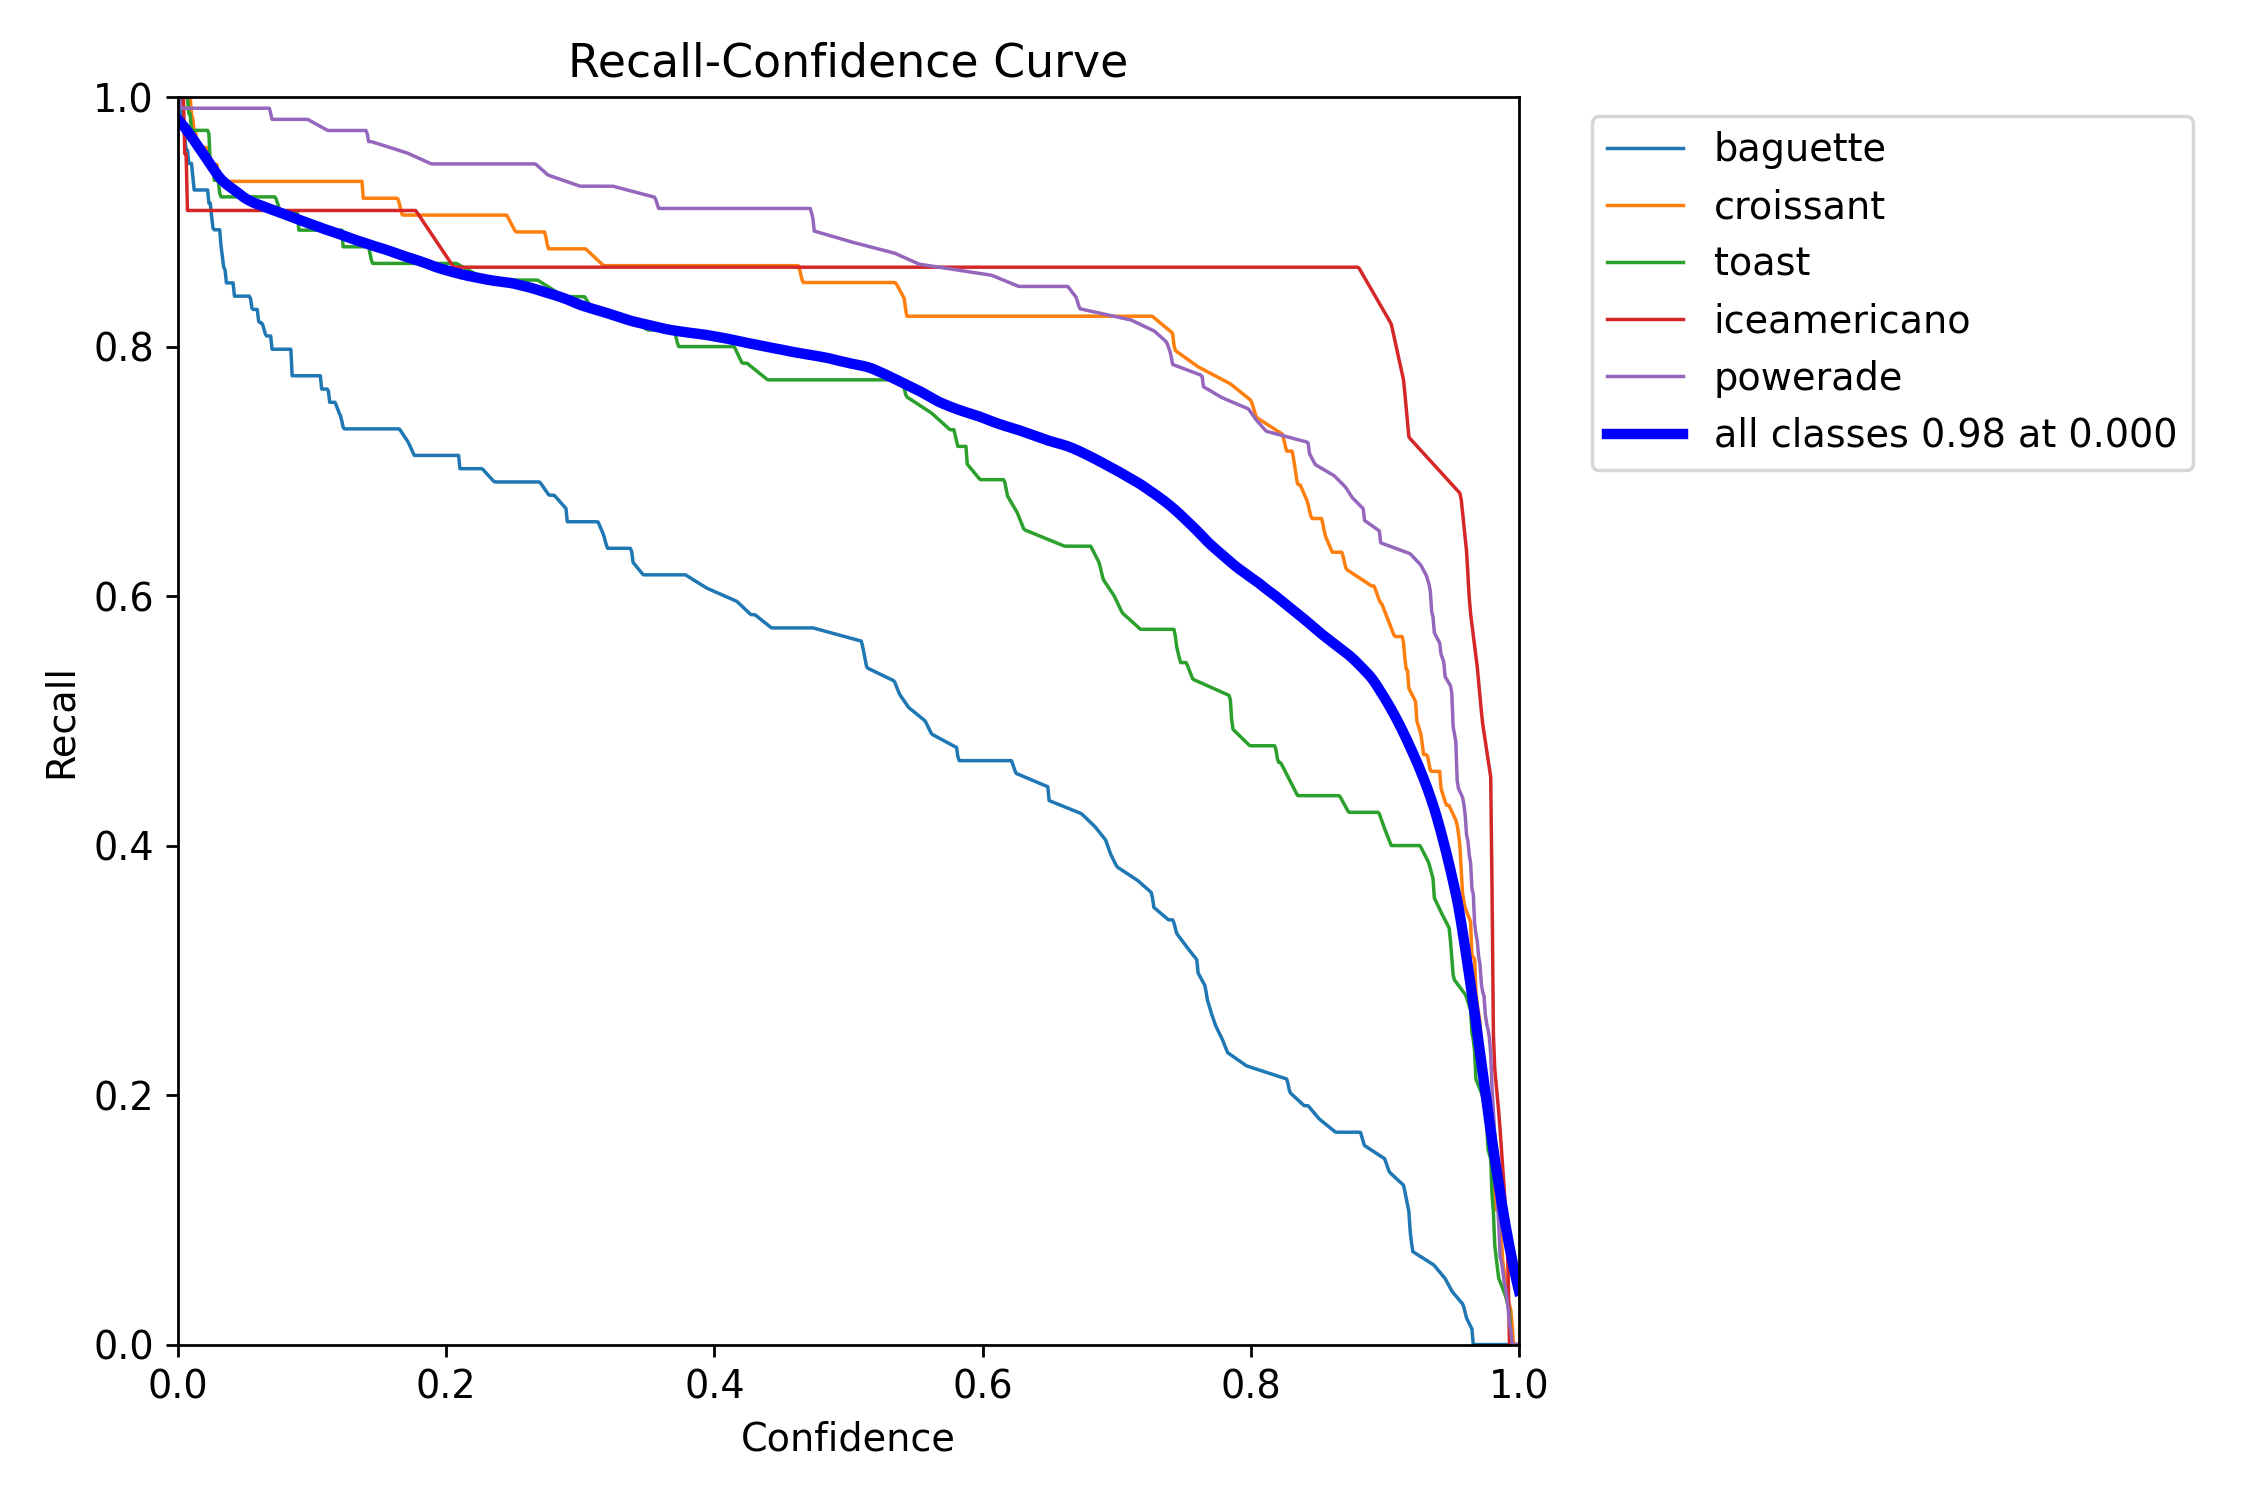 Recall-Confidence Curve
1.0
0.8
0.6
0.4
0.2
0.0
Recall
0.0 0.2 0.4 0.6 0.8 1.0
Confidence
baguette
croissant
toast
iceamericano
powerade
all classes 0.98 at 0.000